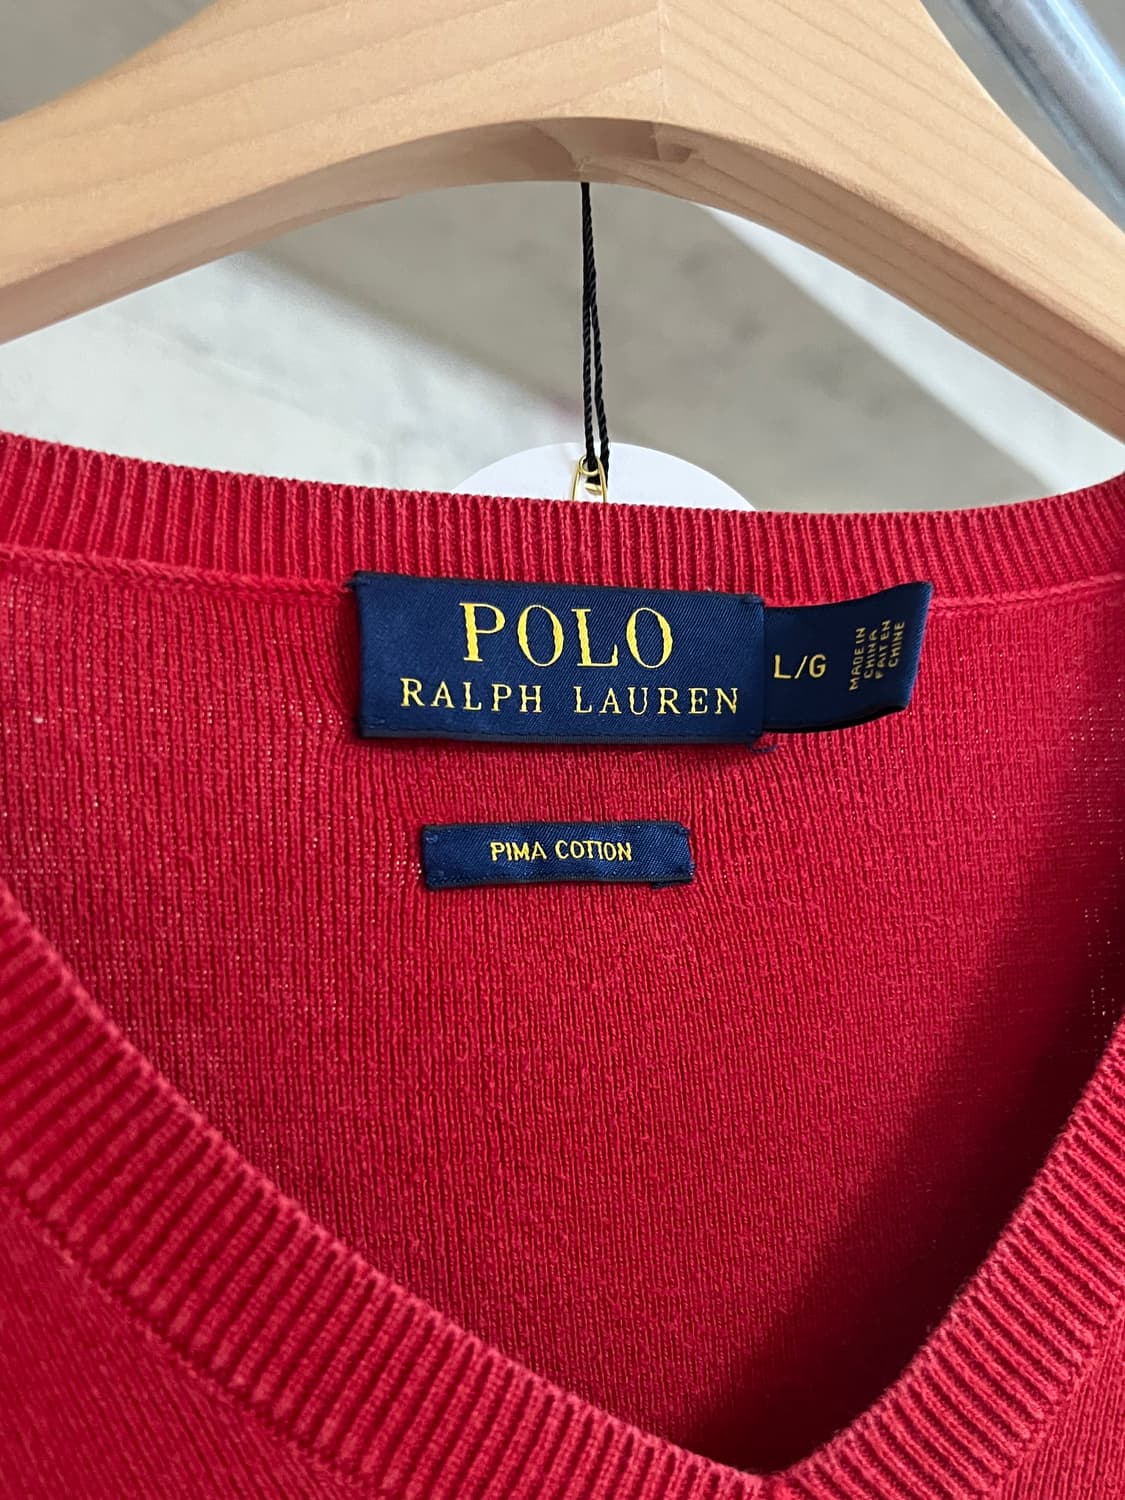 POLO
RALPH LAUREN
L/G
MADE IN
CHINA
FAIT EN
CHINE
PIMA COTTON